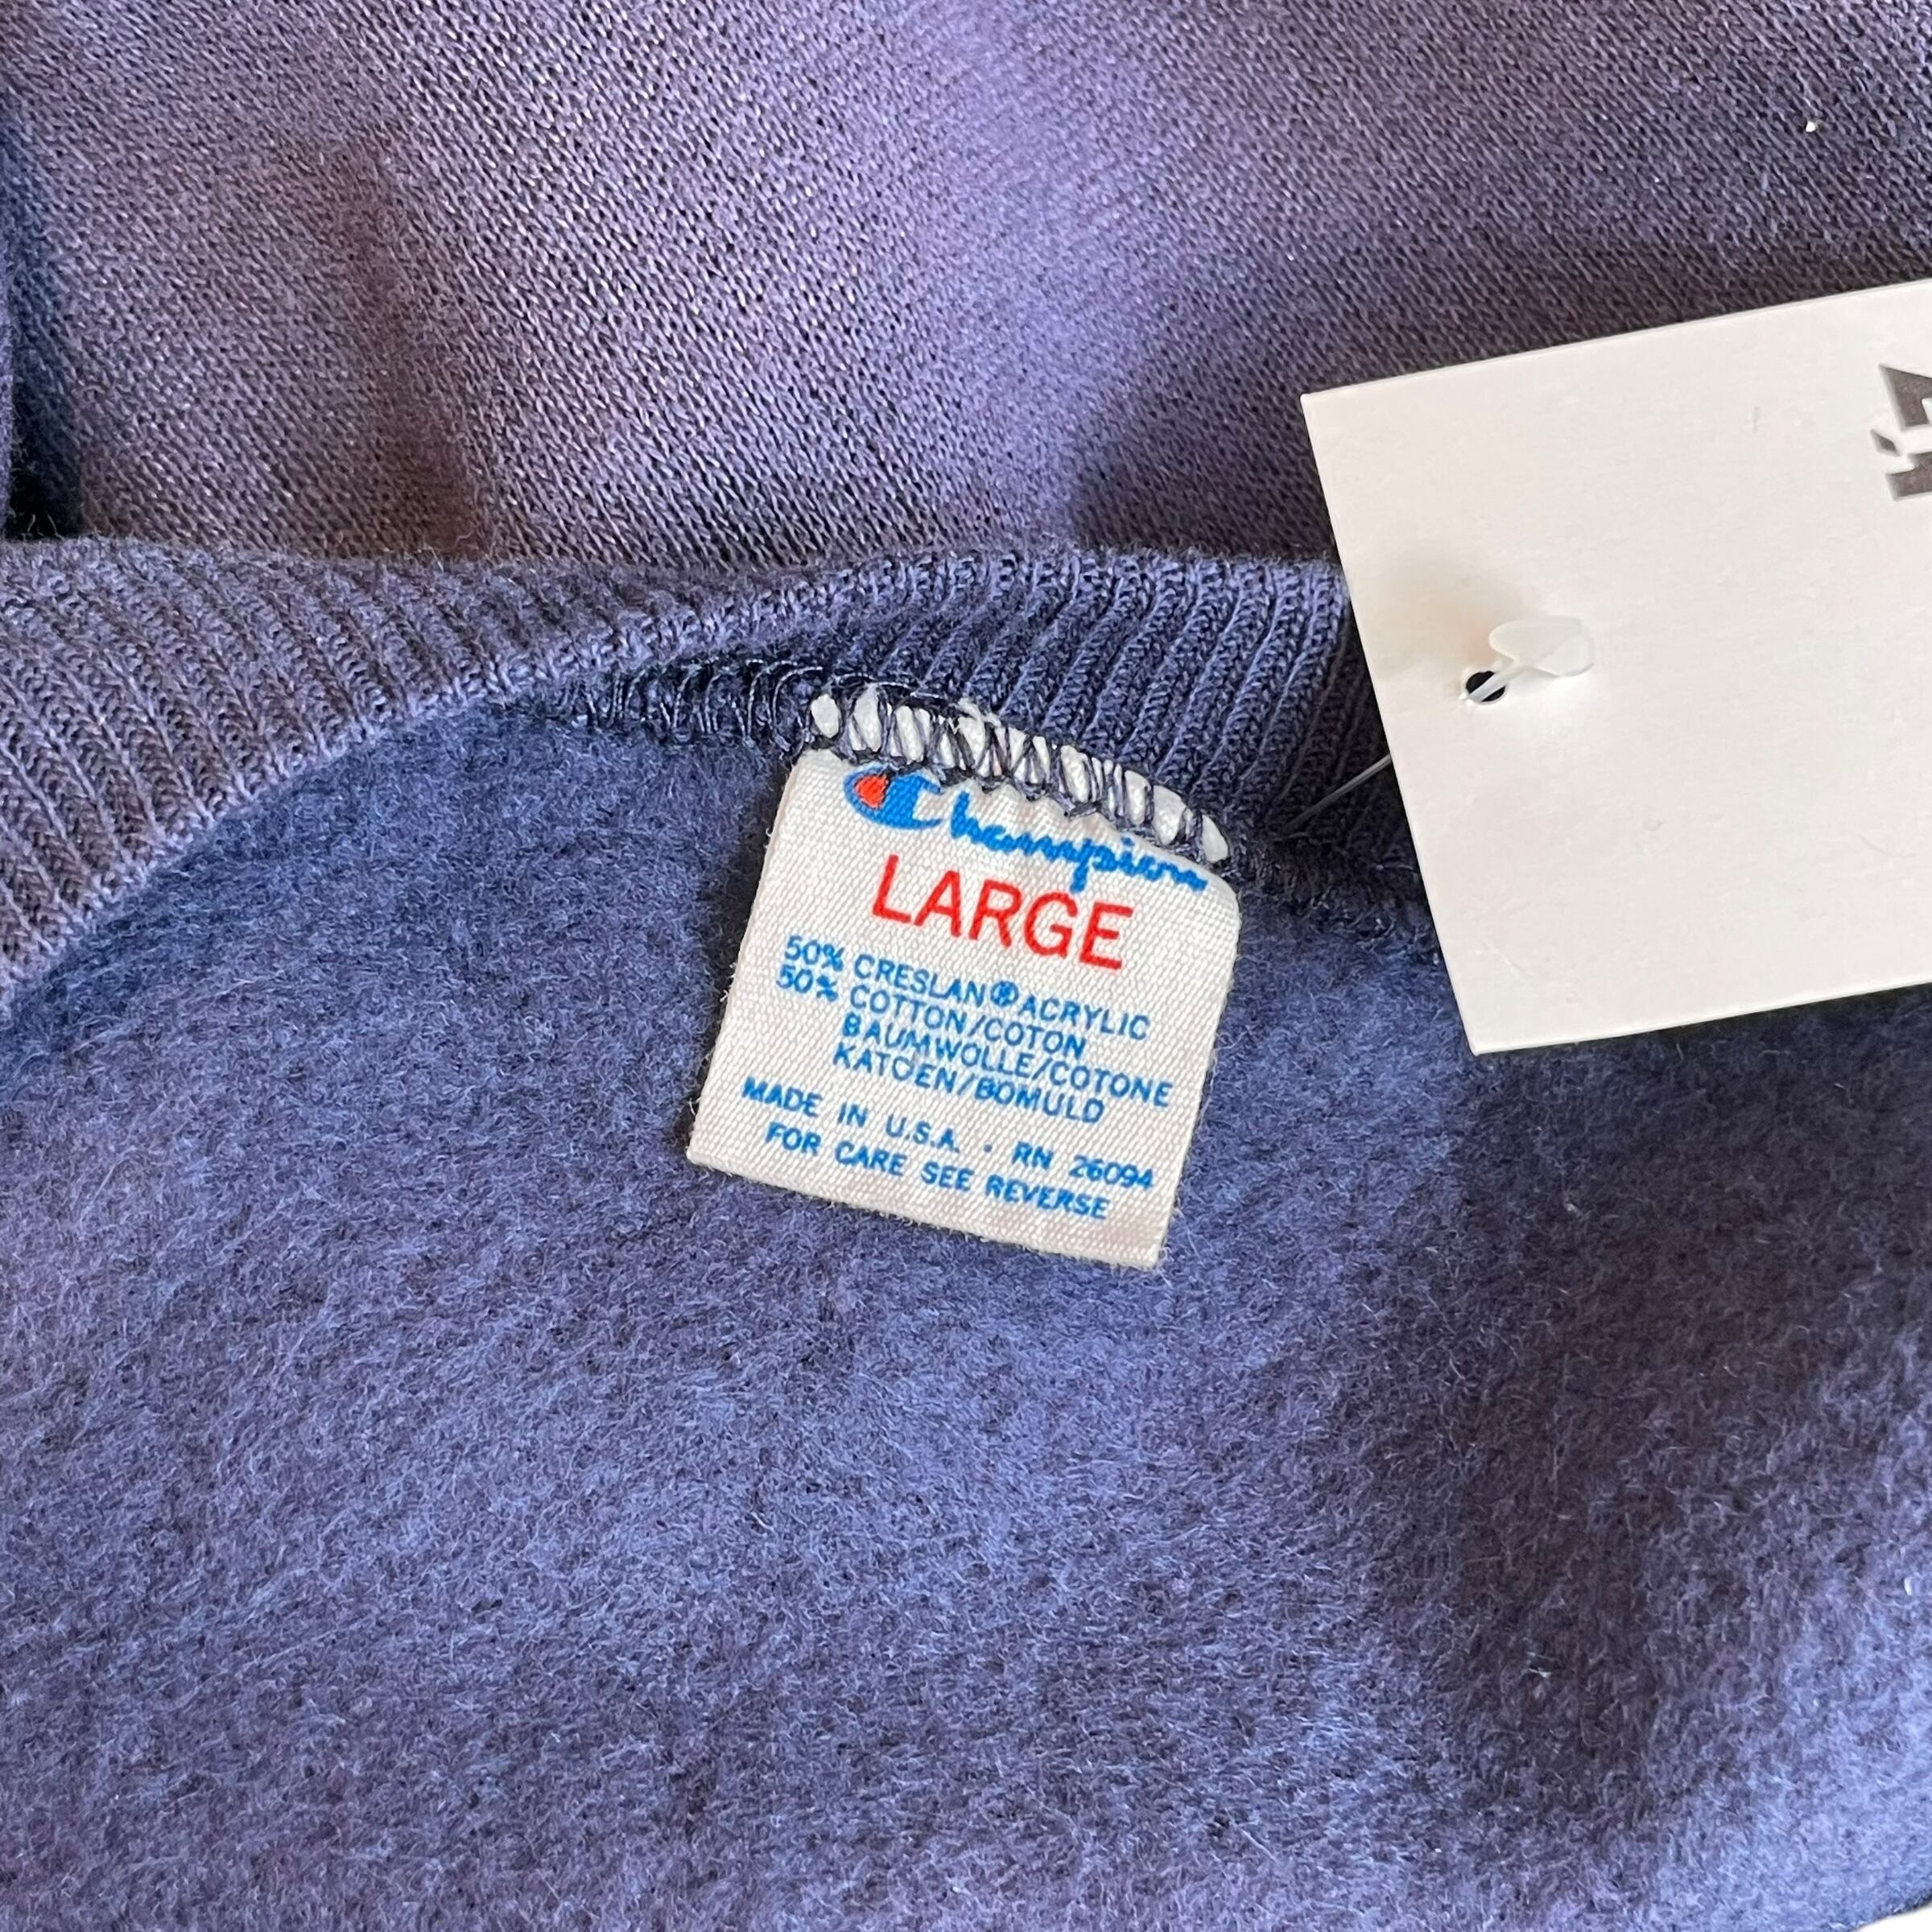 Champion
LARGE
50% CRESLAN® ACRYLIC
50% COTTON/COTON
BAUMWOLLE/COTONE
KATOEN/BOMULD
MADE IN U.S.A. · RN 26094
FOR CARE SEE REVERSE